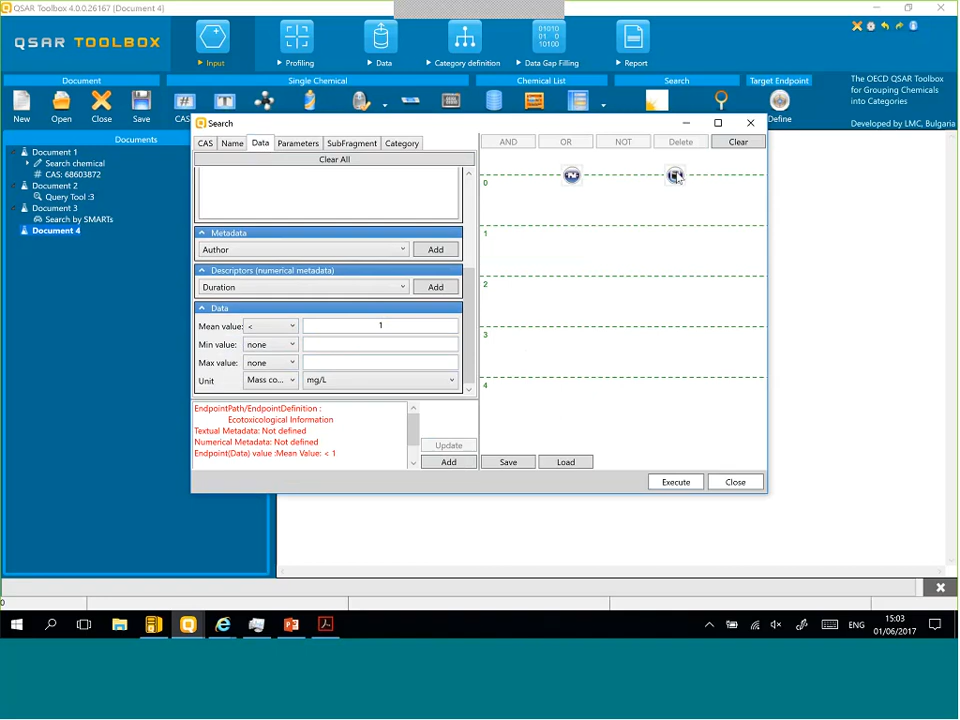 QSAR Toolbox 4.0.0.26167 [Document 4]
QSAR TOOLBOX
Input
Profiling
Data
Category definition
Data Gap Filling
Report
01010
01 0
10100
The OECD QSAR Toolbox
for Grouping Chemicals
into Categories
Developed by LMC, Bulgaria
Document
Single Chemical
Chemical List
Search
Target Endpoint
New
Open
Close
Save
CAS
Define
Documents
Document 1
Search chemical
# CAS: 68603872
Document 2
Query Tool :3
Document 3
Search by SMARTs
Document 4
Search
CAS
Name
Data
Parameters
SubFragment
Category
Clear All
Metadata
Author
Add
Descriptors (numerical metadata)
Duration
Add
Data
Mean value:
<
1
Min value:
none
Max value:
none
Unit
Mass co...
mg/L
EndpointPath/EndpointDefinition :
Ecotoxicological Information
Textual Metadata: Not defined
Numerical Metadata: Not defined
Endpoint(Data) value :Mean Value: < 1
Update
Add
AND
OR
NOT
Delete
Clear
0
1
2
3
4
Save
Load
Execute
Close
0
ENG
15:03
01/06/2017